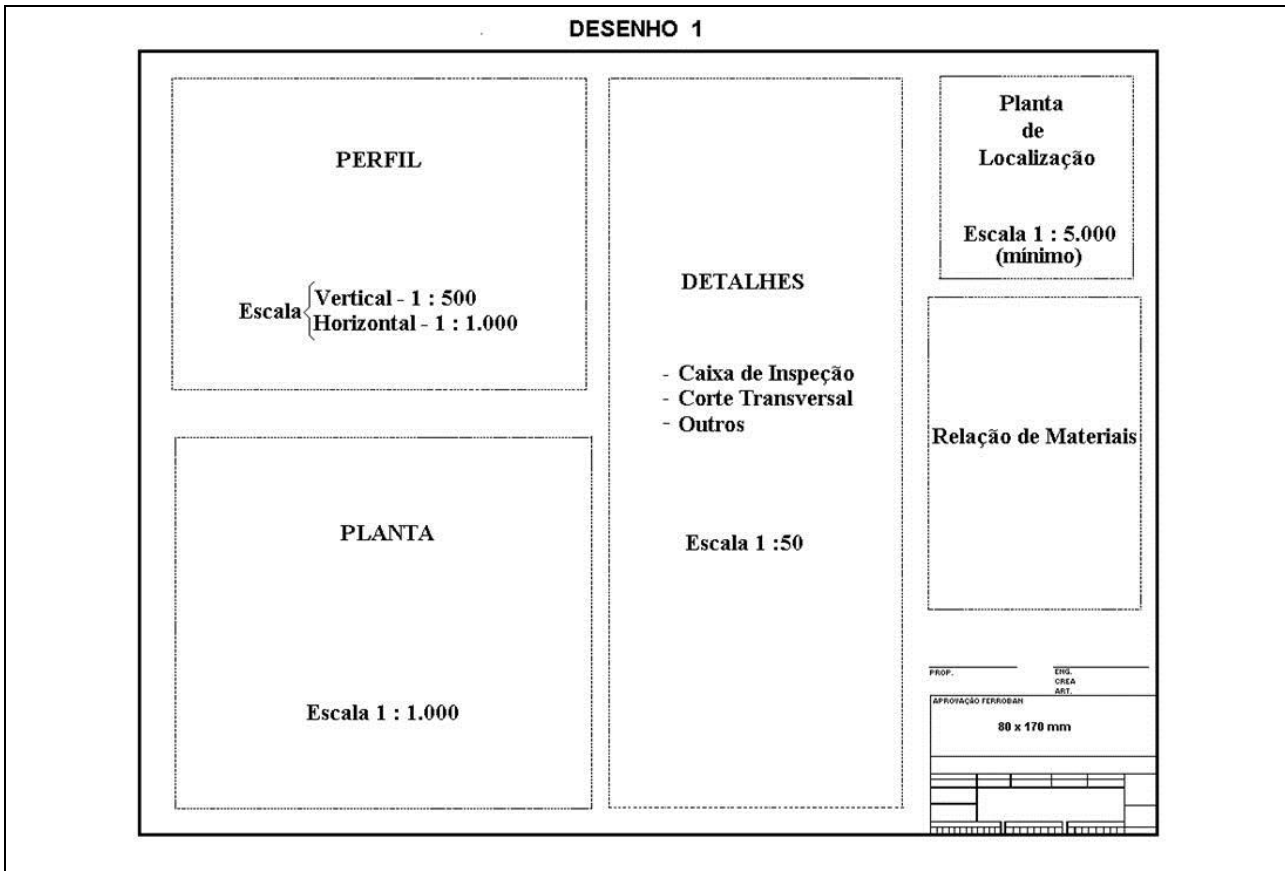 DESENHO 1
PERFIL
Escala
Vertical - 1 : 500
Horizontal - 1 : 1.000
PLANTA
Escala 1 : 1.000
DETALHES
- Caixa de Inspeção
- Corte Transversal
- Outros
Escala 1 :50
Planta
de
Localização
Escala 1 : 5.000
(mínimo)
Relação de Materiais
PROP.
ENG.
CREA
ART.
APROVAÇÃO FERROBAN
80 x 170 mm